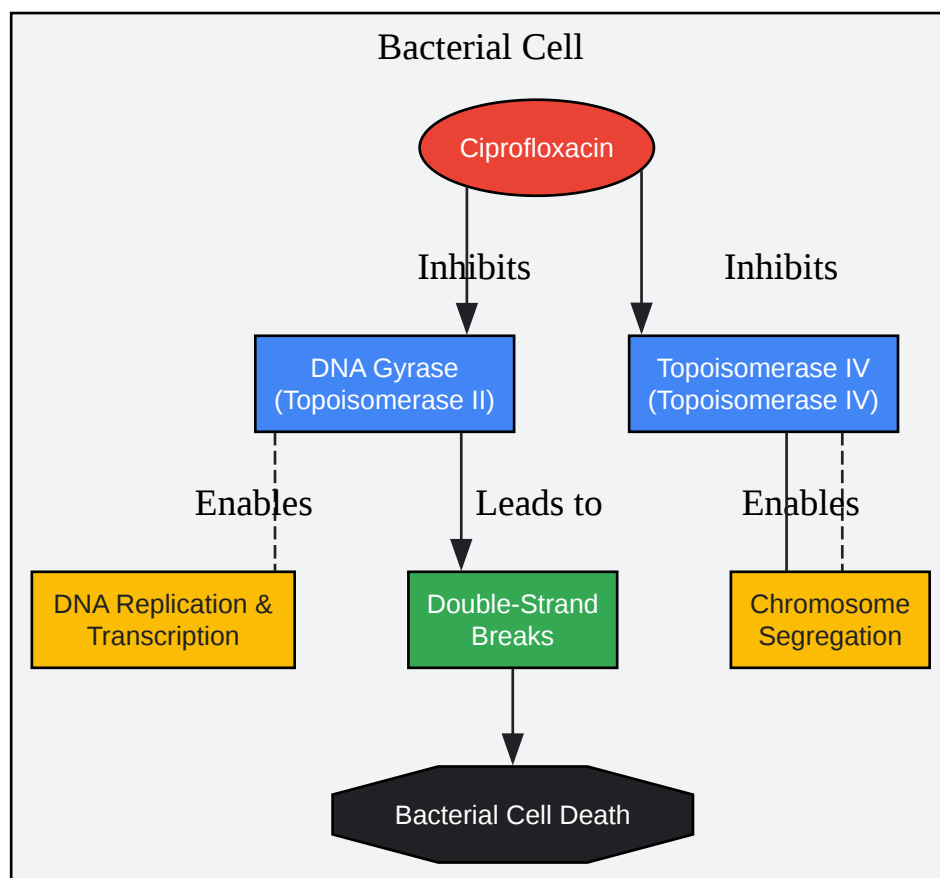 Bacterial Cell
Ciprofloxacin
Inhibits
Inhibits
DNA Gyrase
(Topoisomerase II)
Topoisomerase IV
(Topoisomerase IV)
Enables
Leads to
Enables
DNA Replication &
Transcription
Double-Strand
Breaks
Chromosome
Segregation
Bacterial Cell Death